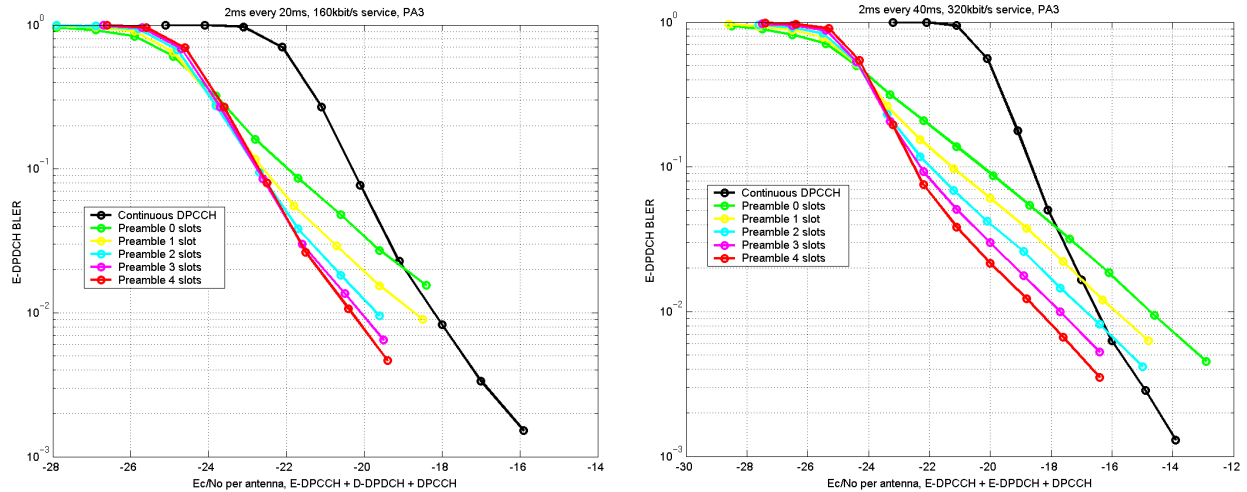 2ms every 20ms, 160kbit/s service, PA3
10^0
10^-1
10^-2
10^-3
E-DPDCH BLER
Continuous DPCCH
Preamble 0 slots
Preamble 1 slot
Preamble 2 slots
Preamble 3 slots
Preamble 4 slots
-28 -26 -24 -22 -20 -18 -16 -14
Ec/No per antenna, E-DPCCH + D-DPDCH + DPCCH
2ms every 40ms, 320kbit/s service, PA3
10^0
10^-1
10^-2
10^-3
E-DPDCH BLER
Continuous DPCCH
Preamble 0 slots
Preamble 1 slot
Preamble 2 slots
Preamble 3 slots
Preamble 4 slots
-30 -28 -26 -24 -22 -20 -18 -16 -14 -12
Ec/No per antenna, E-DPCCH + E-DPDCH + DPCCH